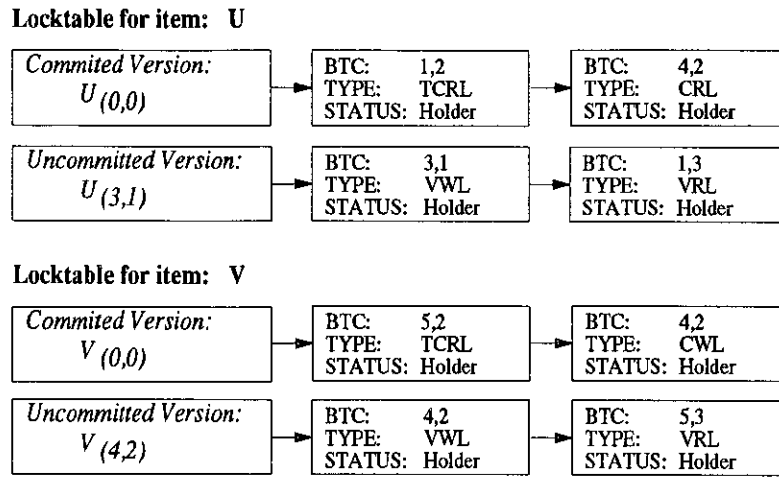 Locktable for item: U
Commited Version:
U (0,0)
BTC: 1,2
TYPE: TCRL
STATUS: Holder
BTC: 4,2
TYPE: CRL
STATUS: Holder
Uncommitted Version:
U (3,1)
BTC: 3,1
TYPE: VWL
STATUS: Holder
BTC: 1,3
TYPE: VRL
STATUS: Holder
Locktable for item: V
Commited Version:
V (0,0)
BTC: 5,2
TYPE: TCRL
STATUS: Holder
BTC: 4,2
TYPE: CWL
STATUS: Holder
Uncommitted Version:
V (4,2)
BTC: 4,2
TYPE: VWL
STATUS: Holder
BTC: 5,3
TYPE: VRL
STATUS: Holder